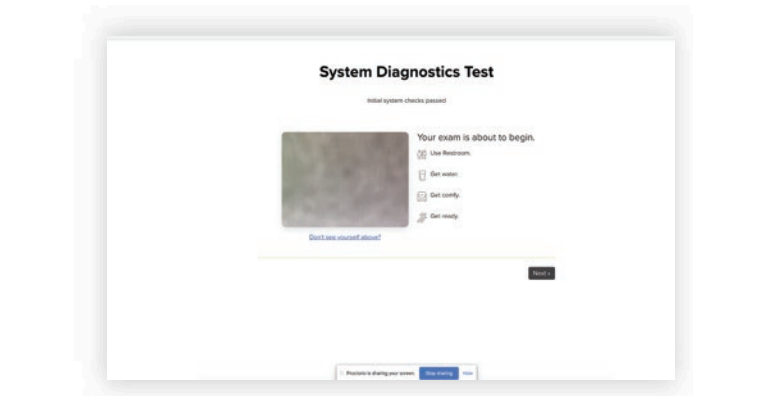 System Diagnostics Test
Initial system checks passed
Your exam is about to begin.
Use Restroom.
Get water.
Get comfy.
Get ready.
Don't see yourself above?
Next ›
is sharing your screen.
Stop sharing
Hide